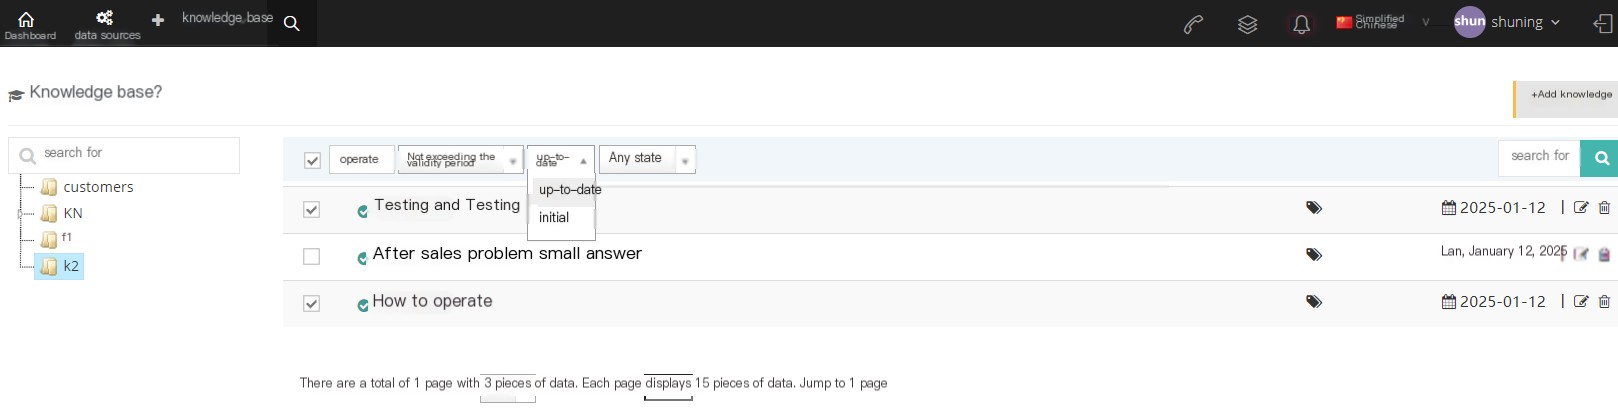 Dashboard
data sources
knowledge base
Simplified Chinese
shun
shuning
Knowledge base?
+Add knowledge
search for
customers
KN
f1
k2
operate
Not exceeding the
validity period
up-to-
date
Any state
search for
up-to-date
initial
Testing and Testing
2025-01-12
After sales problem small answer
Lan, January 12, 2025
How to operate
2025-01-12
There are a total of 1 page with 3 pieces of data. Each page displays 15 pieces of data. Jump to 1 page